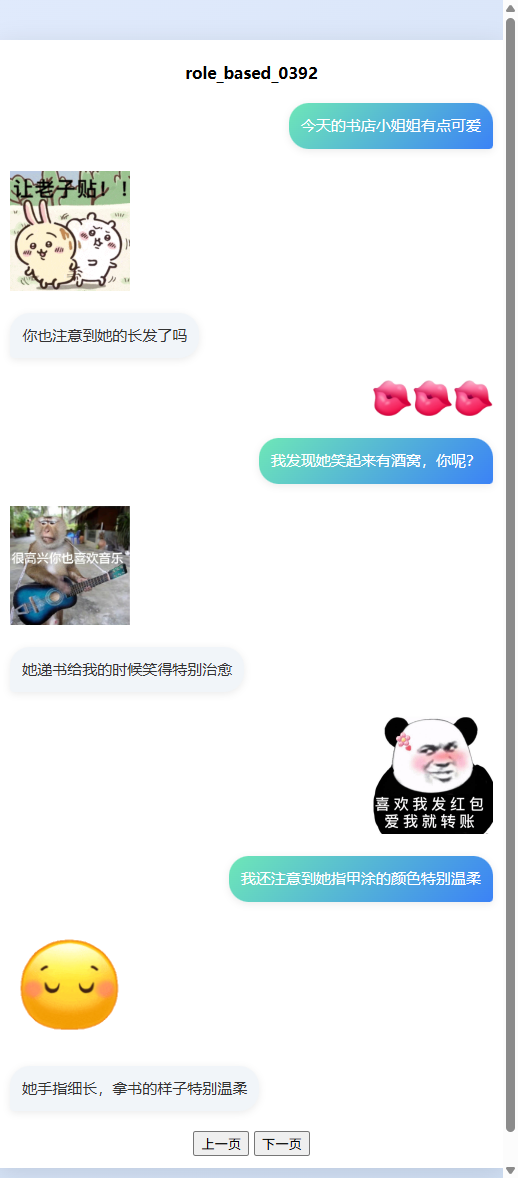 role_based_0392
今天的书店小姐姐有点可爱
让老子贴！！
你也注意到她的长发了吗
我发现她笑起来有酒窝，你呢？
很高兴你也喜欢音乐
她递书给我的时候笑得特别治愈
喜欢我发红包
爱我就转账
我还注意到她指甲涂的颜色特别温柔
她手指细长，拿书的样子特别温柔
上一页 下一页